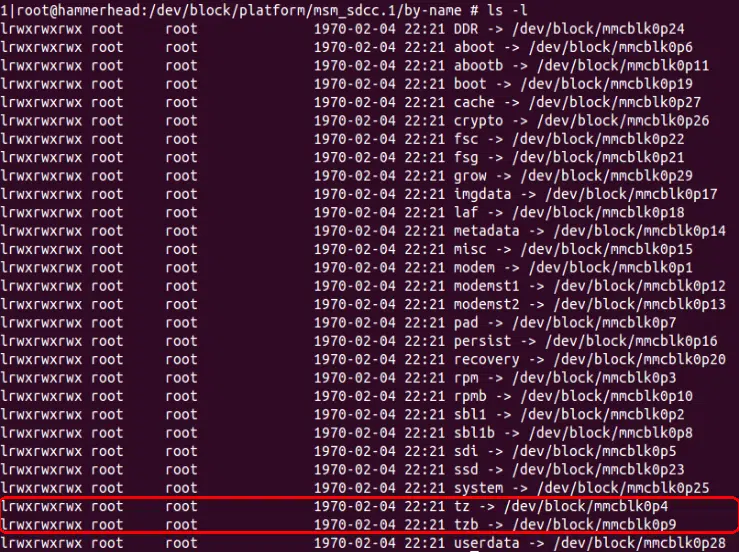 1|root@hammerhead:/dev/block/platform/msm_sdcc.1/by-name # ls -l
lrwxrwxrwx root root 1970-02-04 22:21 DDR -> /dev/block/mmcblk0p24
lrwxrwxrwx root root 1970-02-04 22:21 aboot -> /dev/block/mmcblk0p6
lrwxrwxrwx root root 1970-02-04 22:21 abootb -> /dev/block/mmcblk0p11
lrwxrwxrwx root root 1970-02-04 22:21 boot -> /dev/block/mmcblk0p19
lrwxrwxrwx root root 1970-02-04 22:21 cache -> /dev/block/mmcblk0p27
lrwxrwxrwx root root 1970-02-04 22:21 crypto -> /dev/block/mmcblk0p26
lrwxrwxrwx root root 1970-02-04 22:21 fsc -> /dev/block/mmcblk0p22
lrwxrwxrwx root root 1970-02-04 22:21 fsg -> /dev/block/mmcblk0p21
lrwxrwxrwx root root 1970-02-04 22:21 grow -> /dev/block/mmcblk0p29
lrwxrwxrwx root root 1970-02-04 22:21 imgdata -> /dev/block/mmcblk0p17
lrwxrwxrwx root root 1970-02-04 22:21 laf -> /dev/block/mmcblk0p18
lrwxrwxrwx root root 1970-02-04 22:21 metadata -> /dev/block/mmcblk0p14
lrwxrwxrwx root root 1970-02-04 22:21 misc -> /dev/block/mmcblk0p15
lrwxrwxrwx root root 1970-02-04 22:21 modem -> /dev/block/mmcblk0p1
lrwxrwxrwx root root 1970-02-04 22:21 modemst1 -> /dev/block/mmcblk0p12
lrwxrwxrwx root root 1970-02-04 22:21 modemst2 -> /dev/block/mmcblk0p13
lrwxrwxrwx root root 1970-02-04 22:21 pad -> /dev/block/mmcblk0p7
lrwxrwxrwx root root 1970-02-04 22:21 persist -> /dev/block/mmcblk0p16
lrwxrwxrwx root root 1970-02-04 22:21 recovery -> /dev/block/mmcblk0p20
lrwxrwxrwx root root 1970-02-04 22:21 rpm -> /dev/block/mmcblk0p3
lrwxrwxrwx root root 1970-02-04 22:21 rpmb -> /dev/block/mmcblk0p10
lrwxrwxrwx root root 1970-02-04 22:21 sbl1 -> /dev/block/mmcblk0p2
lrwxrwxrwx root root 1970-02-04 22:21 sbl1b -> /dev/block/mmcblk0p8
lrwxrwxrwx root root 1970-02-04 22:21 sdi -> /dev/block/mmcblk0p5
lrwxrwxrwx root root 1970-02-04 22:21 ssd -> /dev/block/mmcblk0p23
lrwxrwxrwx root root 1970-02-04 22:21 system -> /dev/block/mmcblk0p25
lrwxrwxrwx root root 1970-02-04 22:21 tz -> /dev/block/mmcblk0p4
lrwxrwxrwx root root 1970-02-04 22:21 tzb -> /dev/block/mmcblk0p9
lrwxrwxrwx root root 1970-02-04 22:21 userdata -> /dev/block/mmcblk0p28